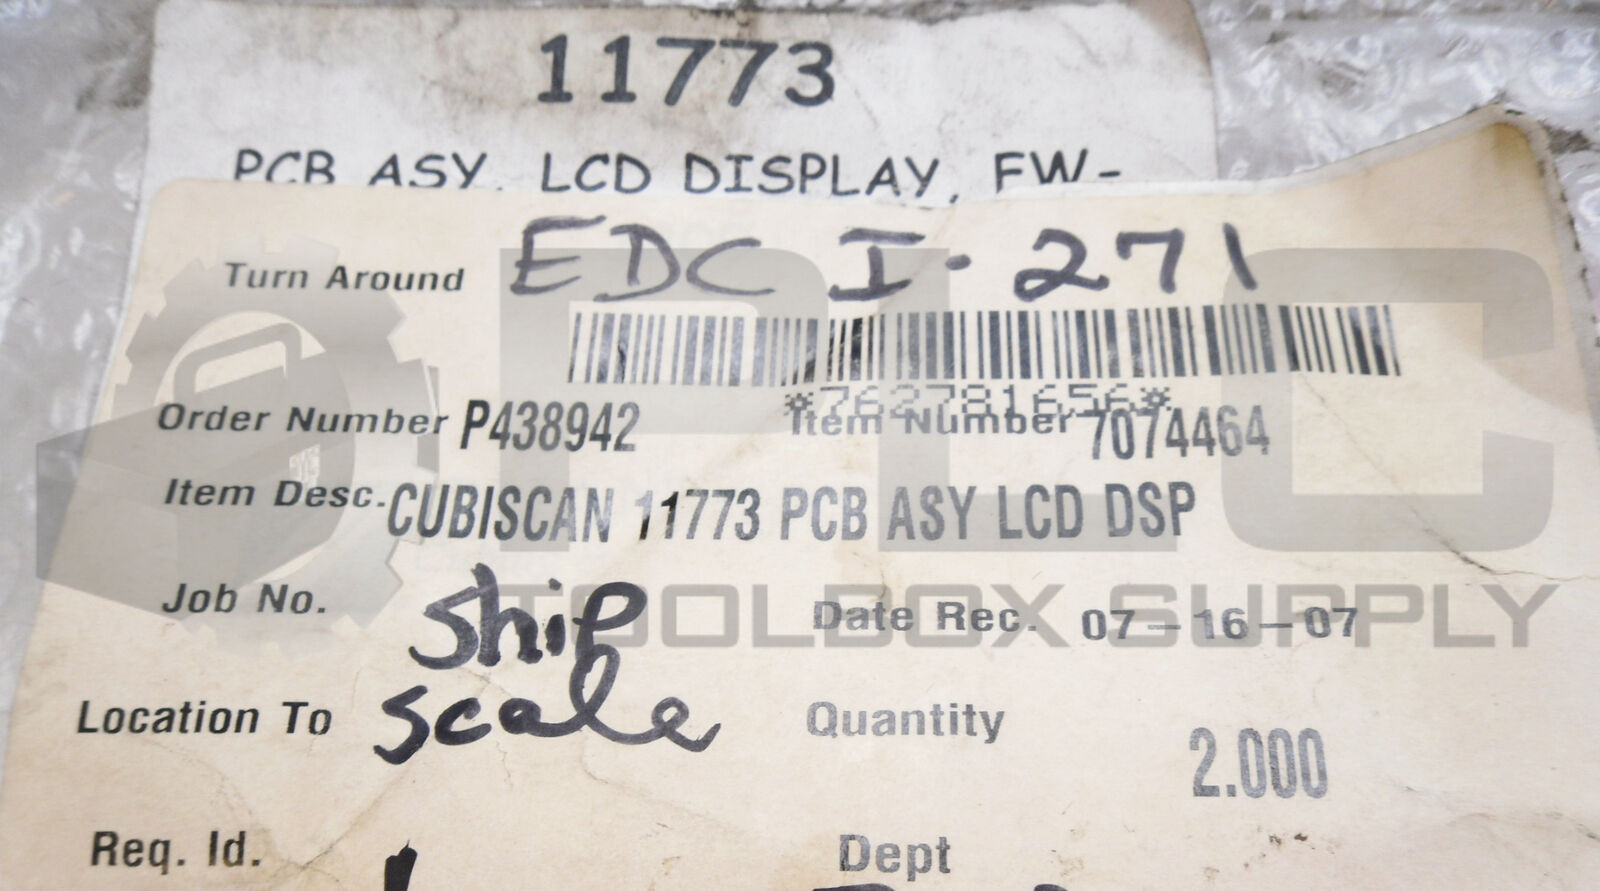 11773
PCB ASY, LCD DISPLAY, FW-
Turn Around EDC I-271
*762781656*
Order Number P438942 Item Number 7074464
Item Desc. CUBISCAN 11773 PCB ASY LCD DSP
Job No. Ship Date Rec. 07-16-07
Location To scale Quantity 2.000
Req. Id. Dept
PLC
TOOLBOX SUPPLY